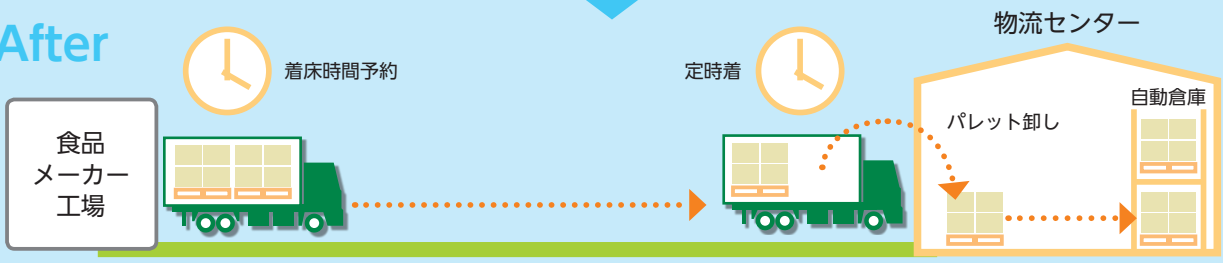 After
物流センター
着床時間予約
定時着
自動倉庫
パレット卸し
食品
メーカー
工場